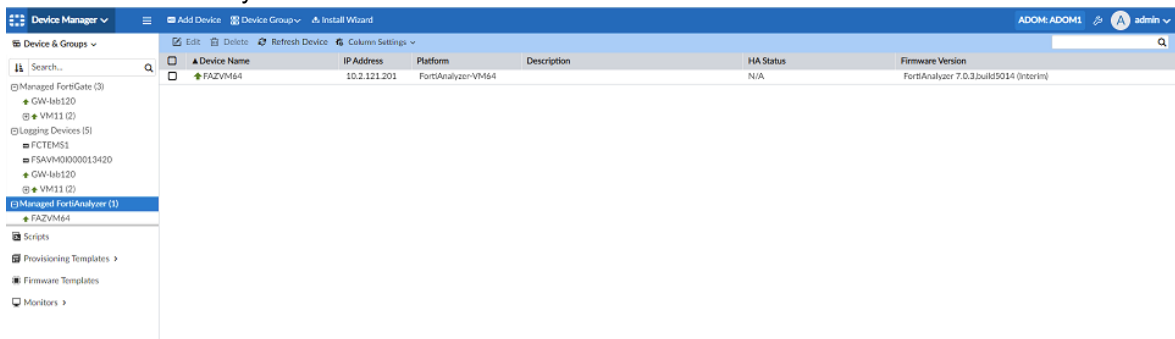 Device Manager
Add Device Device Group Install Wizard
ADOM: ADOM1 A admin
Device & Groups
Edit Delete Refresh Device Column Settings
Search...
Device Name IP Address Platform Description HA Status Firmware Version
FAZVM64 10.2.121.201 FortiAnalyzer-VM64 N/A FortiAnalyzer 7.0.3,build5014 (Interim)
Managed FortiGate (3)
GW-lab120
VM11 (2)
Logging Devices (5)
FCTEMS1
FSAVM0I000013420
GW-lab120
VM11 (2)
Managed FortiAnalyzer (1)
FAZVM64
Scripts
Provisioning Templates
Firmware Templates
Monitors